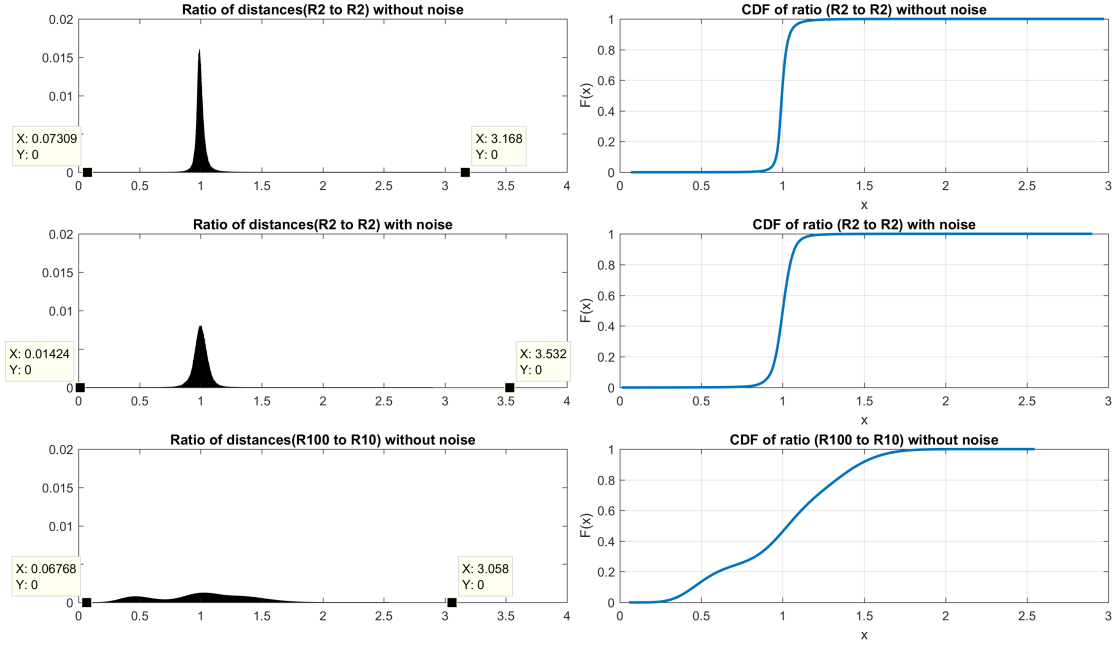 Ratio of distances(R2 to R2) without noise
0.02
0.015
0.01
X: 0.07309
Y: 0
X: 3.168
Y: 0
0
0 0.5 1 1.5 2 2.5 3 3.5 4
CDF of ratio (R2 to R2) without noise
F(x)
1
0.8
0.6
0.4
0.2
0
0 0.5 1 1.5 2 2.5 3
x
Ratio of distances(R2 to R2) with noise
0.02
0.015
0.01
X: 0.01424
Y: 0
X: 3.532
Y: 0
0
0 0.5 1 1.5 2 2.5 3 3.5 4
CDF of ratio (R2 to R2) with noise
F(x)
1
0.8
0.6
0.4
0.2
0
0 0.5 1 1.5 2 2.5 3
x
Ratio of distances(R100 to R10) without noise
0.02
0.015
0.01
X: 0.06768
Y: 0
X: 3.058
Y: 0
0
0 0.5 1 1.5 2 2.5 3 3.5 4
CDF of ratio (R100 to R10) without noise
F(x)
1
0.8
0.6
0.4
0.2
0
0 0.5 1 1.5 2 2.5 3
x